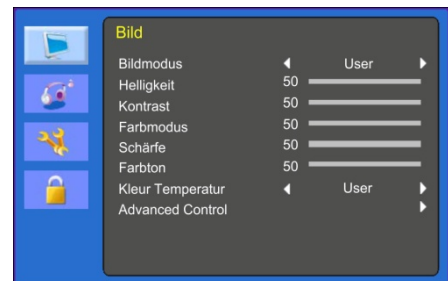 Bild
Bildmodus User
Helligkeit 50
Kontrast 50
Farbmodus 50
Schärfe 50
Farbton 50
Kleur Temperatur User
Advanced Control